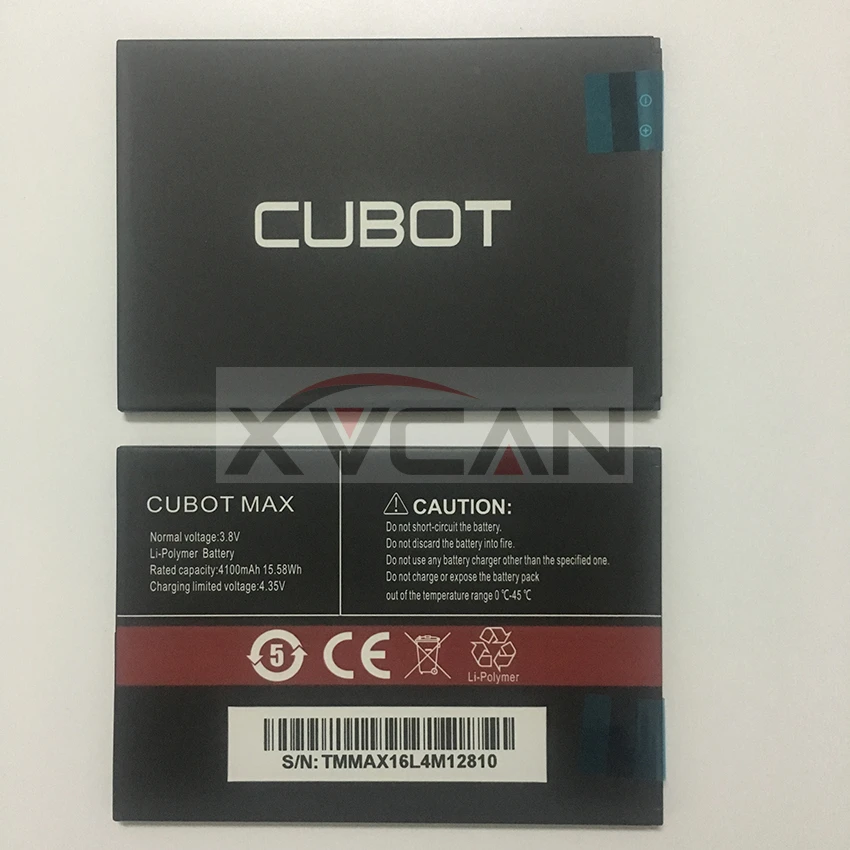 CUBOT
XVCAN
CUBOT MAX
Normal voltage:3.8V
Li-Polymer Battery
Rated capacity:4100mAh 15.58Wh
Charging limited voltage:4.35V
CAUTION:
Do not short-circuit the battery.
Do not discard the battery into fire.
Do not use any battery charger other than the specified one.
Do not charge or expose the battery pack
out of the temperature range 0 ℃-45 ℃
5
CE
Li-Polymer
S/N: TMMAX16L4M12810